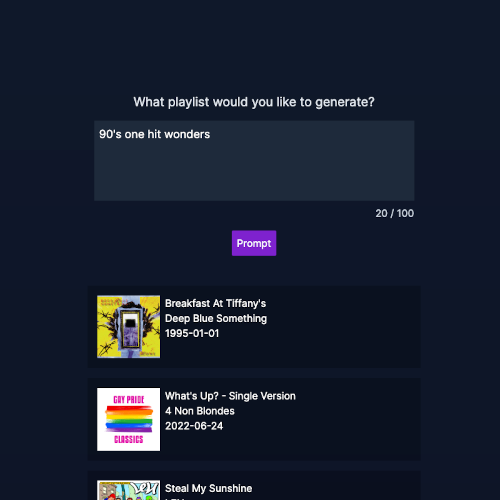 What playlist would you like to generate?
90's one hit wonders
20 / 100
Prompt
Breakfast At Tiffany's
Deep Blue Something
1995-01-01
GAY PRIDE
CLASSICS
What's Up? - Single Version
4 Non Blondes
2022-06-24
Steal My Sunshine